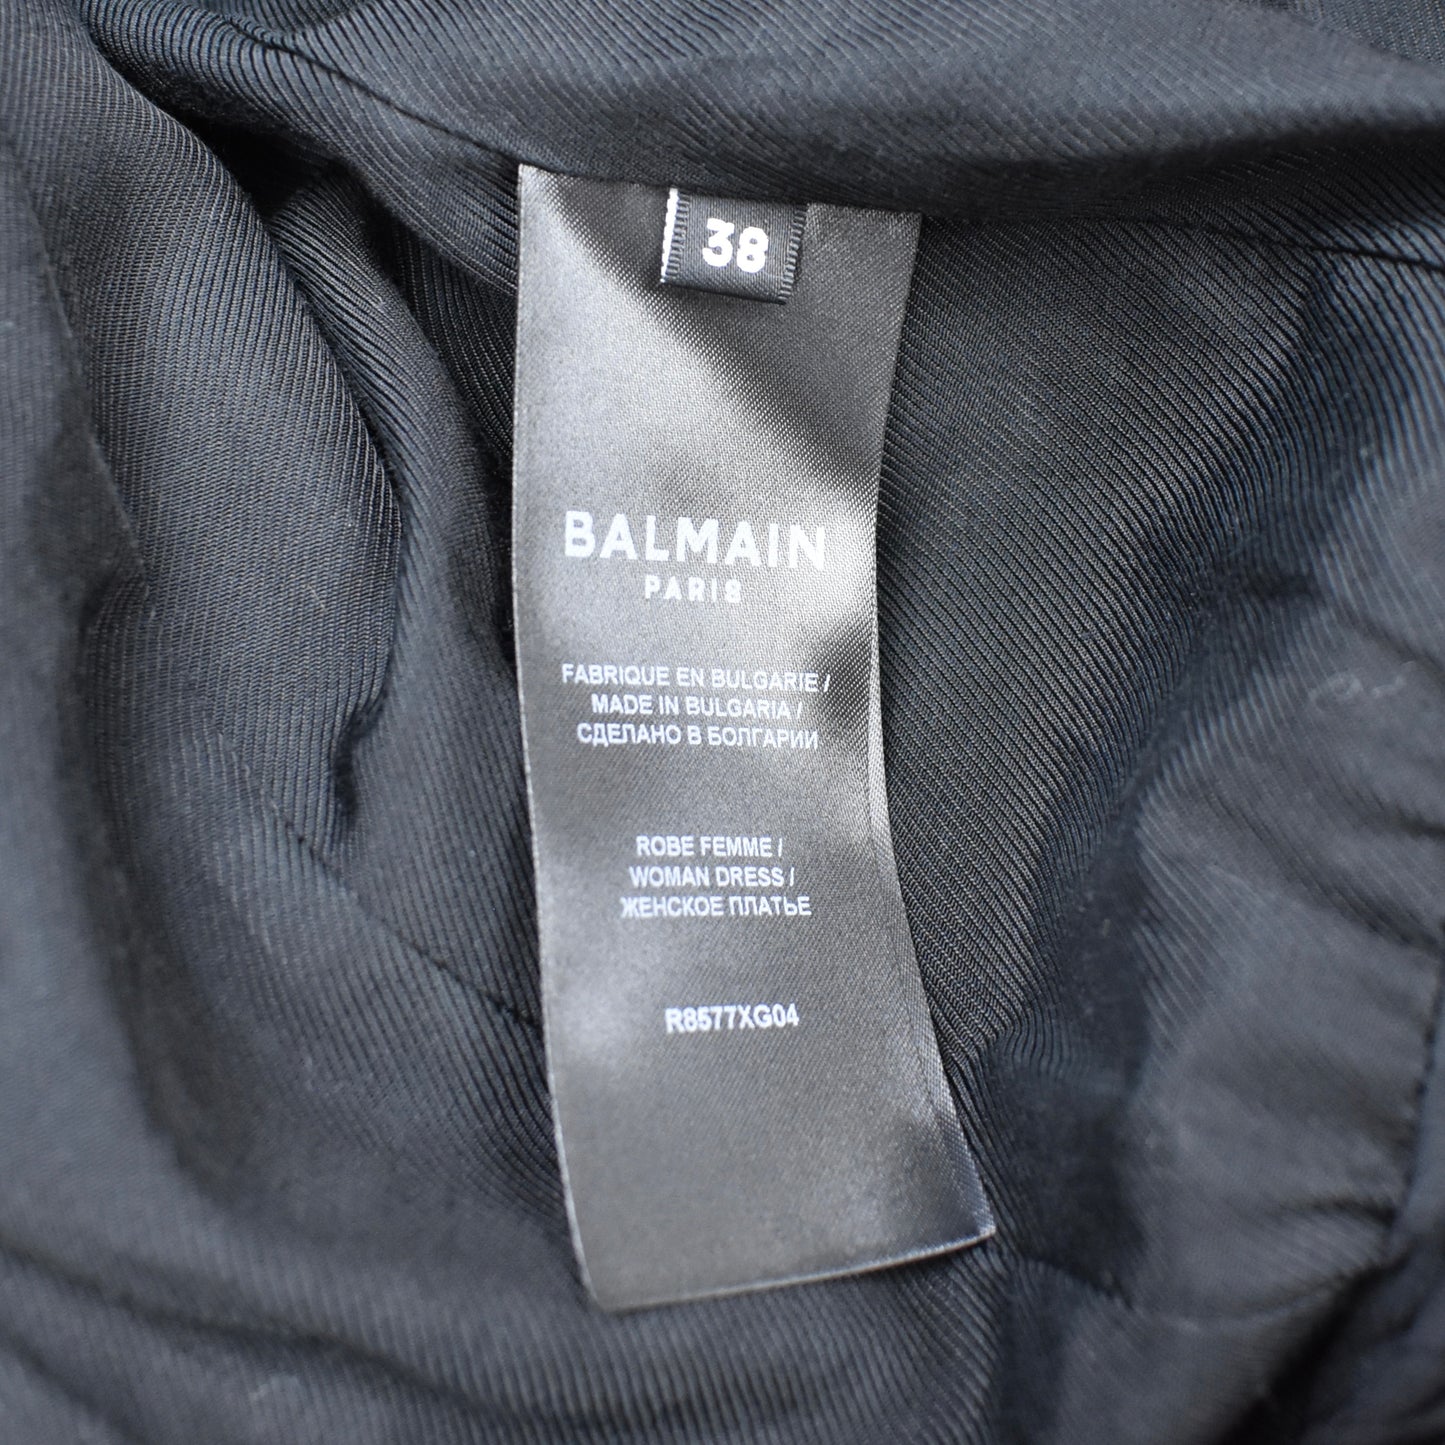 38
BALMAIN
PARIS
FABRIQUE EN BULGARIE /
MADE IN BULGARIA /
СДЕЛАНО В БОЛГАРИИ
ROBE FEMME /
WOMAN DRESS /
ЖЕНСКОЕ ПЛАТЬЕ
R8577XG04